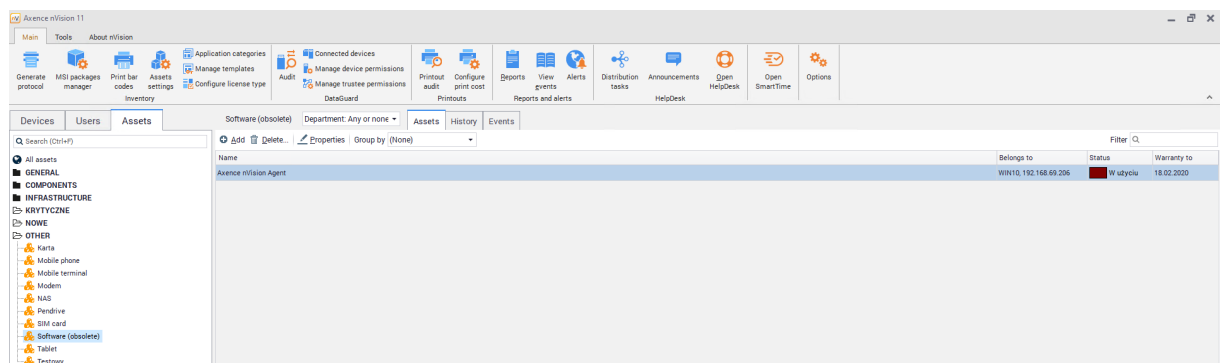 Axence nVision 11
Main Tools About nVision
Generate protocol
MSI packages manager
Print bar codes
Assets settings
Application categories
Manage templates
Configure license type
Inventory
Audit
Connected devices
Manage device permissions
Manage trustee permissions
DataGuard
Printout audit
Configure print cost
Printouts
Reports
View events
Alerts
Reports and alerts
Distribution tasks
Announcements
Open HelpDesk
HelpDesk
Open SmartTime
Options
Devices Users Assets
Software (obsolete) Department: Any or none Assets History Events
Search (Ctrl+F)
Add Delete... Properties Group by (None) Filter
All assets
GENERAL
COMPONENTS
INFRASTRUCTURE
KRYTYCZNE
NOWE
OTHER
Karta
Mobile phone
Mobile terminal
Modem
NAS
Pendrive
SIM card
Software (obsolete)
Tablet
Testowy
Name Belongs to Status Warranty to
Axence nVision Agent WIN10, 192.168.69.206 W użyciu 18.02.2020